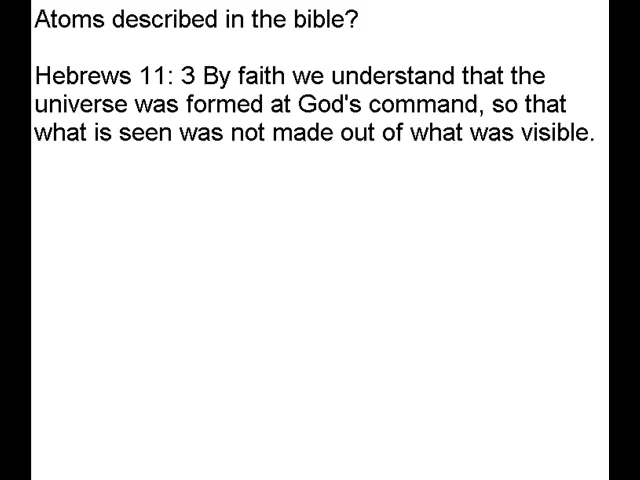 Atoms described in the bible?
Hebrews 11: 3 By faith we understand that the
universe was formed at God's command, so that
what is seen was not made out of what was visible.